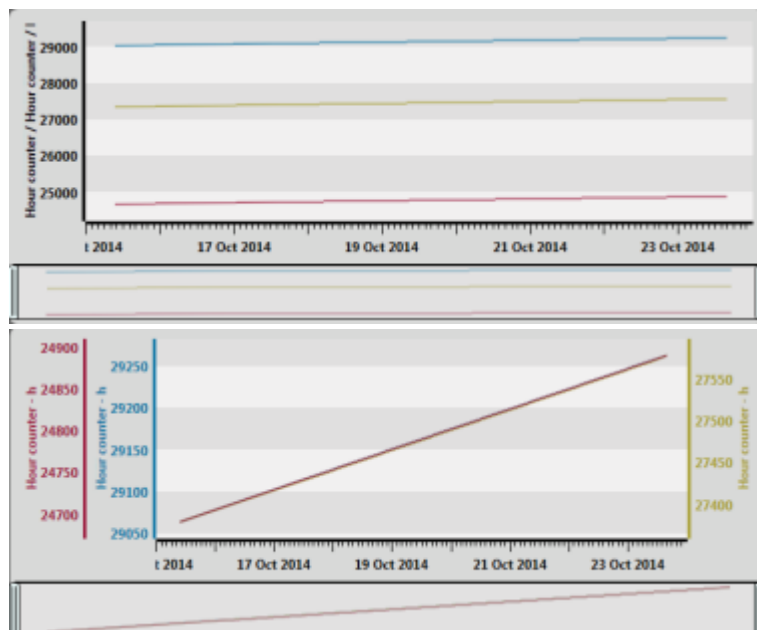 Hour counter / Hour counter / l
29000
28000
27000
26000
25000
t 2014
17 Oct 2014
19 Oct 2014
21 Oct 2014
23 Oct 2014
Hour counter - h
24900
24850
24800
24750
24700
Hour counter - h
29250
29200
29150
29100
29050
27550
27500
27450
27400
Hour counter - h
t 2014
17 Oct 2014
19 Oct 2014
21 Oct 2014
23 Oct 2014